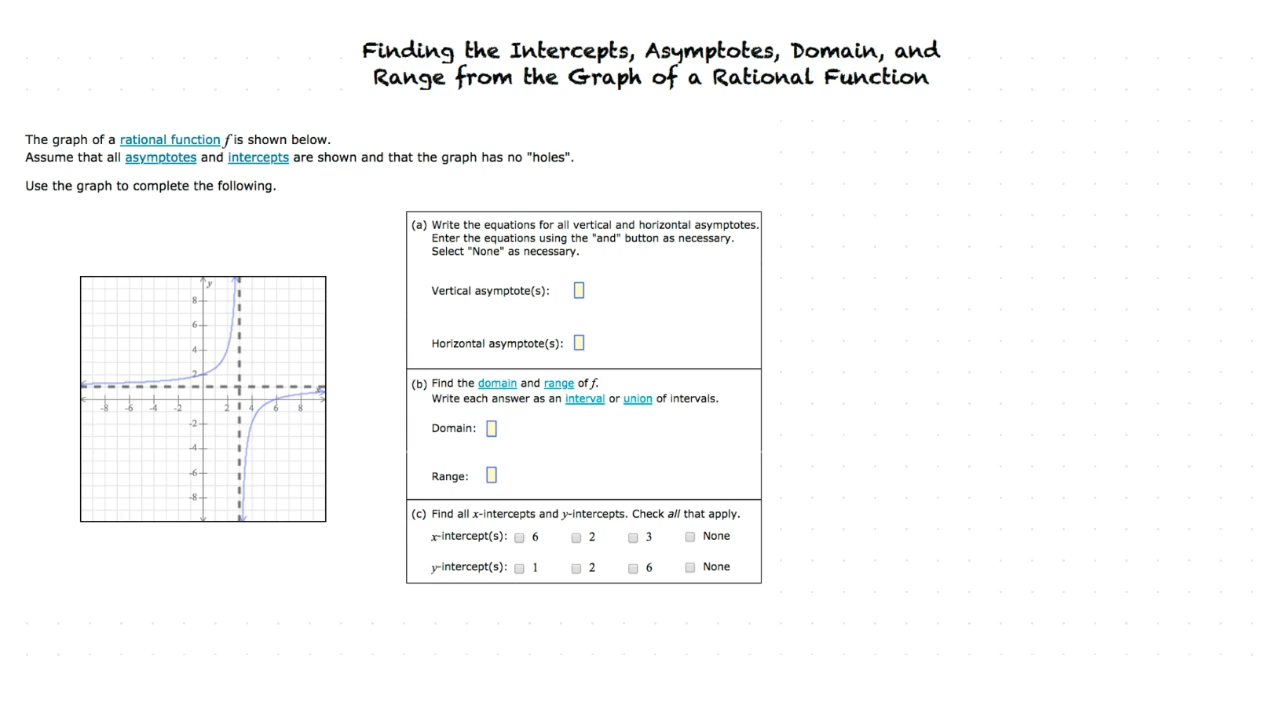 Finding the Intercepts, Asymptotes, Domain, and
Range from the Graph of a Rational Function
The graph of a rational function f is shown below.
Assume that all asymptotes and intercepts are shown and that the graph has no "holes".
Use the graph to complete the following.
y
8
6
4
2
-8 -6 -4 -2 2 4 6 8 x
-2
-4
-6
-8
(a) Write the equations for all vertical and horizontal asymptotes.
Enter the equations using the "and" button as necessary.
Select "None" as necessary.
Vertical asymptote(s):
Horizontal asymptote(s):
(b) Find the domain and range of f.
Write each answer as an interval or union of intervals.
Domain:
Range:
(c) Find all x-intercepts and y-intercepts. Check all that apply.
x-intercept(s): 6 2 3 None
y-intercept(s): 1 2 6 None